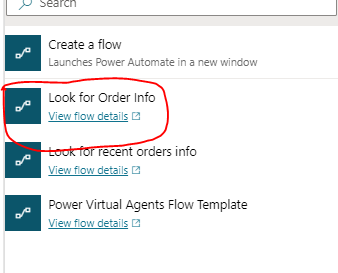 Search
Create a flow
Launches Power Automate in a new window
Look for Order Info
View flow details
Look for recent orders info
View flow details
Power Virtual Agents Flow Template
View flow details